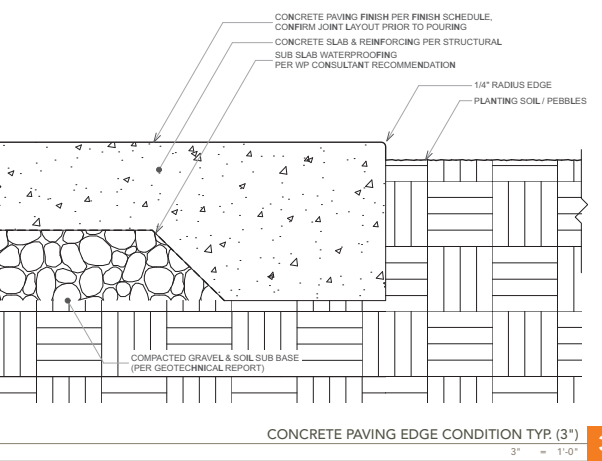 CONCRETE PAVING FINISH PER FINISH SCHEDULE,
CONFIRM JOINT LAYOUT PRIOR TO POURING
CONCRETE SLAB & REINFORCING PER STRUCTURAL
SUB SLAB WATERPROOFING
PER WP CONSULTANT RECOMMENDATION
1/4" RADIUS EDGE
PLANTING SOIL / PEBBLES
COMPACTED GRAVEL & SOIL SUB BASE
(PER GEOTECHNICAL REPORT)
CONCRETE PAVING EDGE CONDITION TYP. (3")
3" = 1'-0"